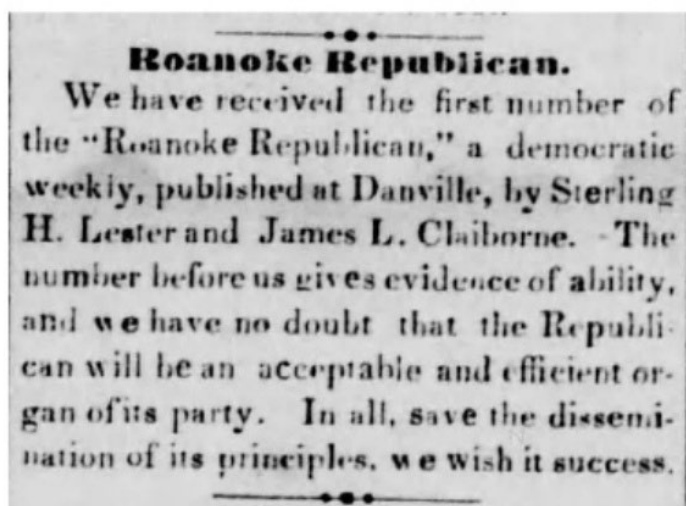 Roanoke Republican.
We have received the first number of
the "Roanoke Republican," a democratic
weekly, published at Danville, by Sterling
H. Lester and James L. Claiborne. The
number before us gives evidence of ability,
and we have no doubt that the Republi-
can will be an acceptable and efficient or-
gan of its party. In all, save the dissemi-
nation of its principles, we wish it success.